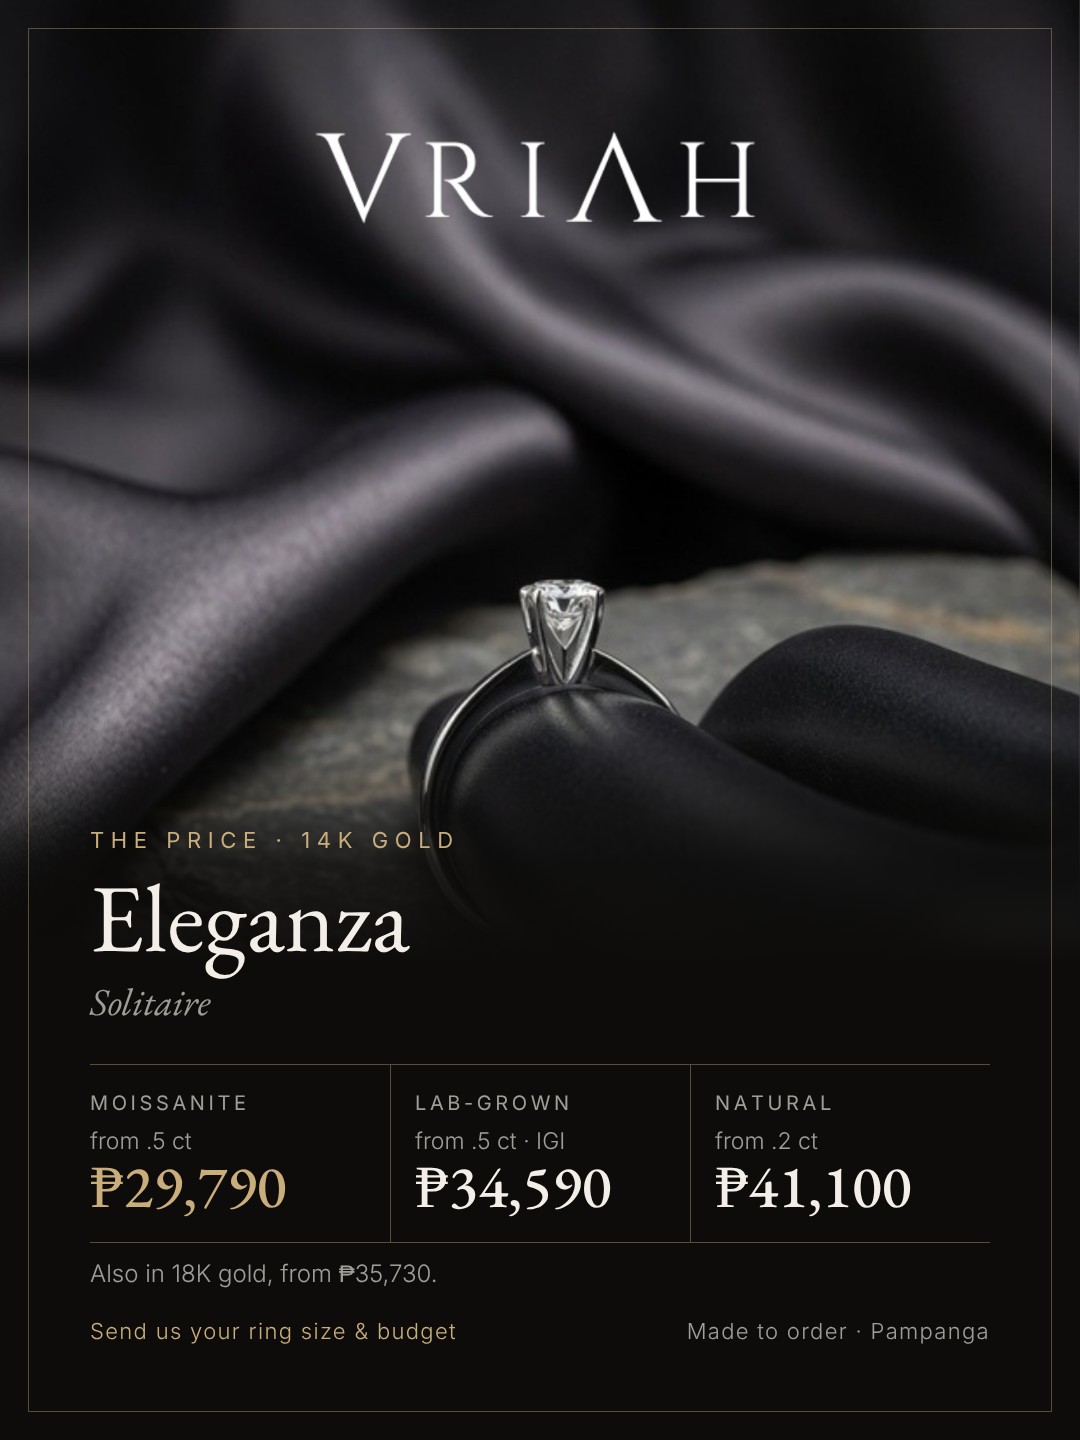 VRIAH
THE PRICE · 14K GOLD
Eleganza
Solitaire
MOISSANITE
from .5 ct
₱29,790
LAB-GROWN
from .5 ct · IGI
₱34,590
NATURAL
from .2 ct
₱41,100
Also in 18K gold, from ₱35,730.
Send us your ring size & budget
Made to order · Pampanga